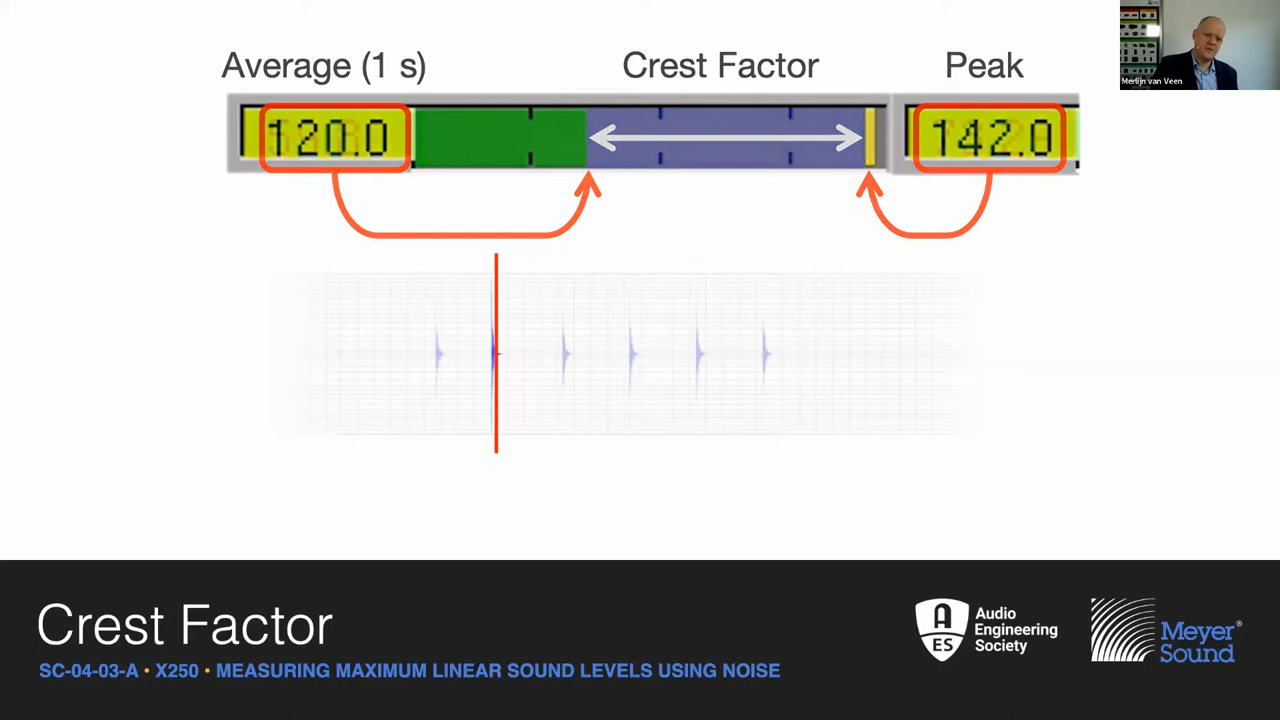 Average (1 s)
Crest Factor
Peak
Merlijn van Veen
120.0
142.0
Crest Factor
SC-04-03-A • X250 • MEASURING MAXIMUM LINEAR SOUND LEVELS USING NOISE
A
ES
Audio
Engineering
Society
Meyer
Sound®